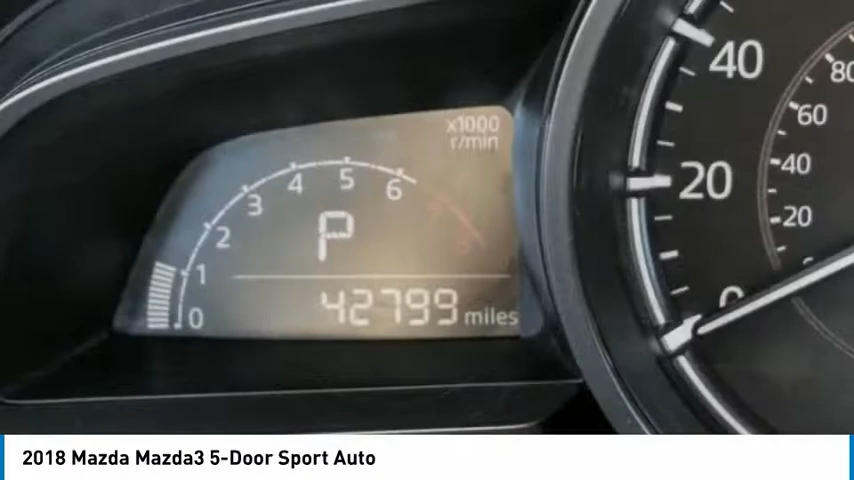 x1000
r/min
0 1 2 3 4 5 6
P
42799 miles
0 20 40
20 40 60 80
2018 Mazda Mazda3 5-Door Sport Auto